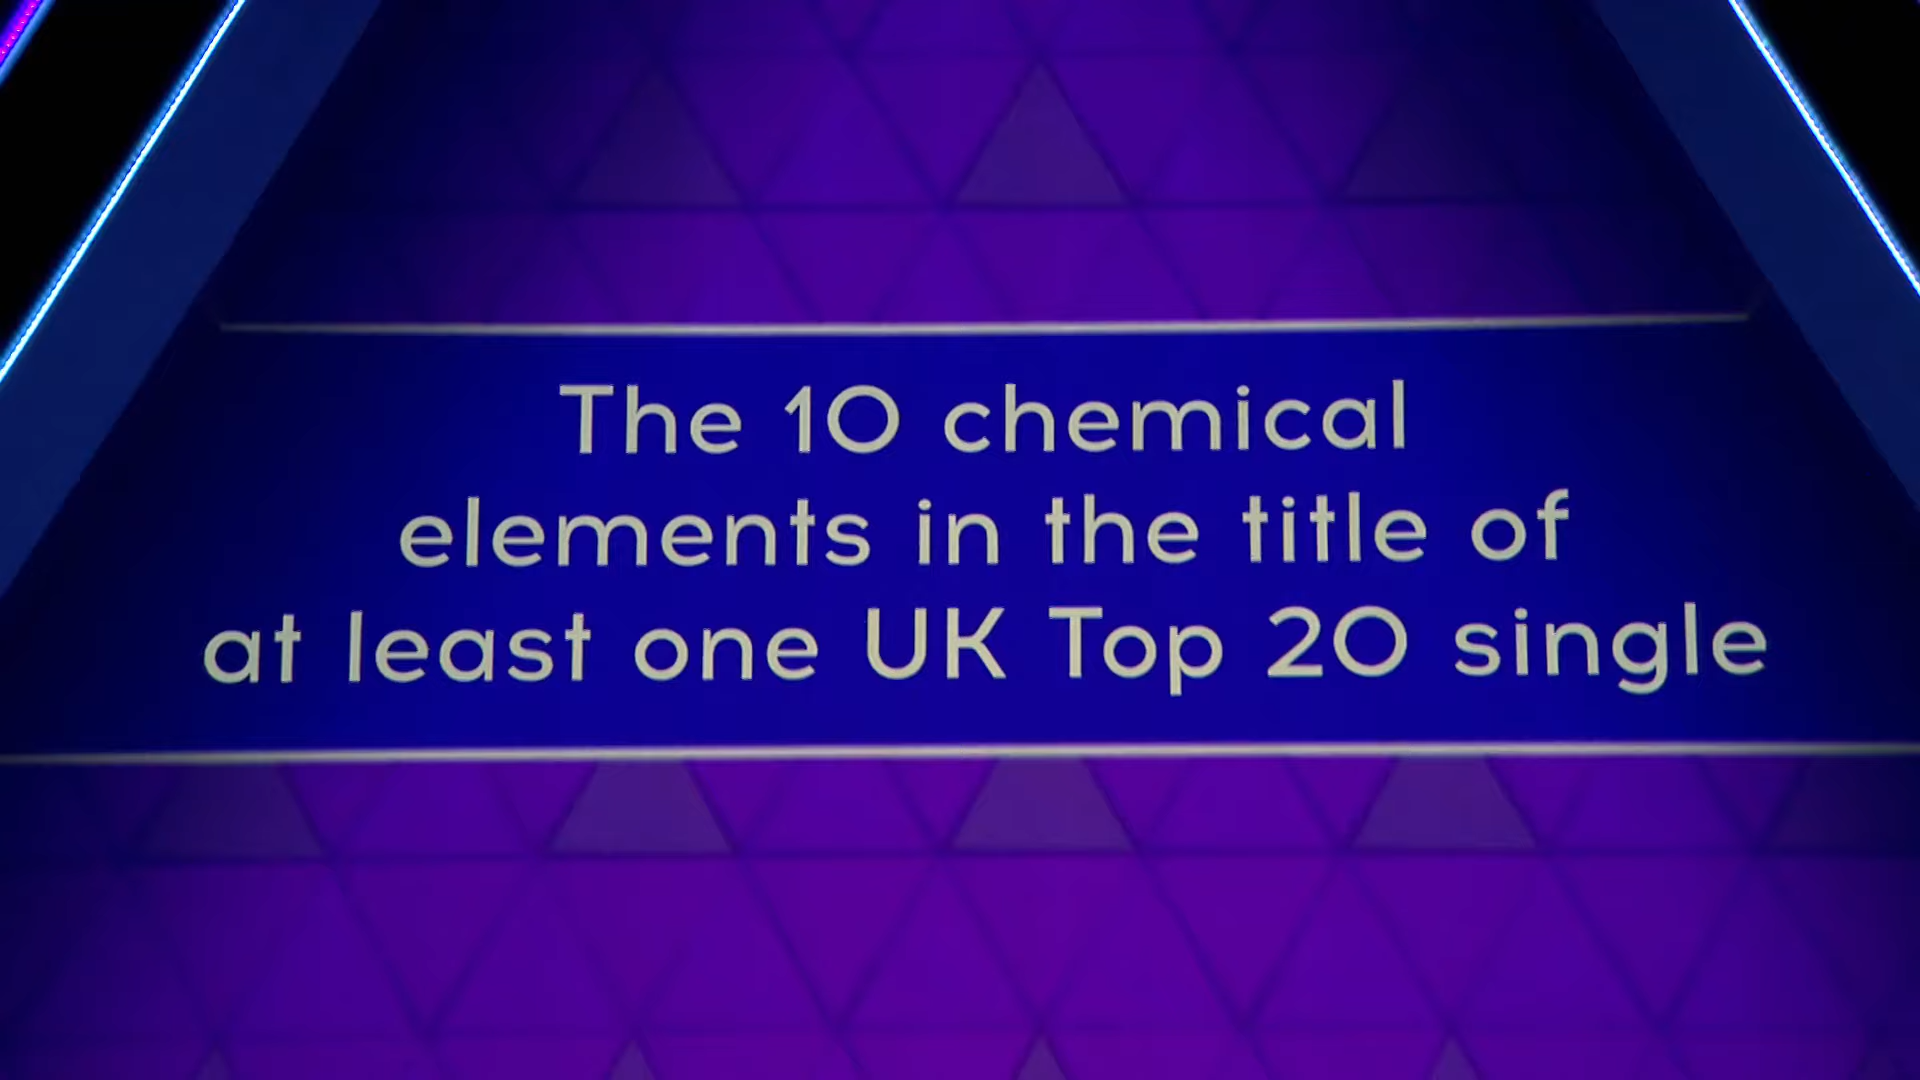 The 10 chemical
elements in the title of
at least one UK Top 20 single